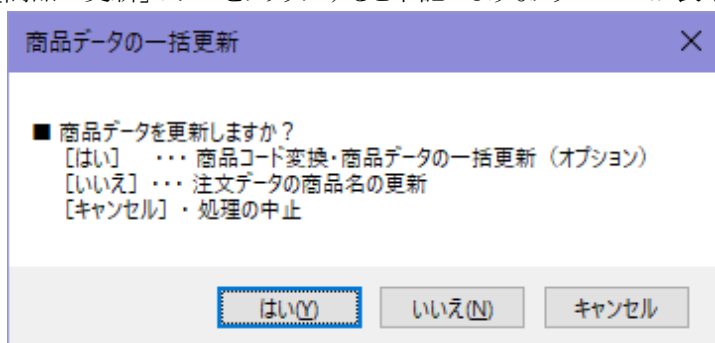 商品データの一括更新
■ 商品データを更新しますか？
［はい］　･･･ 商品コード変換・商品データの一括更新（オプション）
［いいえ］･･･ 注文データの商品名の更新
［キャンセル］・処理の中止
はい(Y) いいえ(N) キャンセル